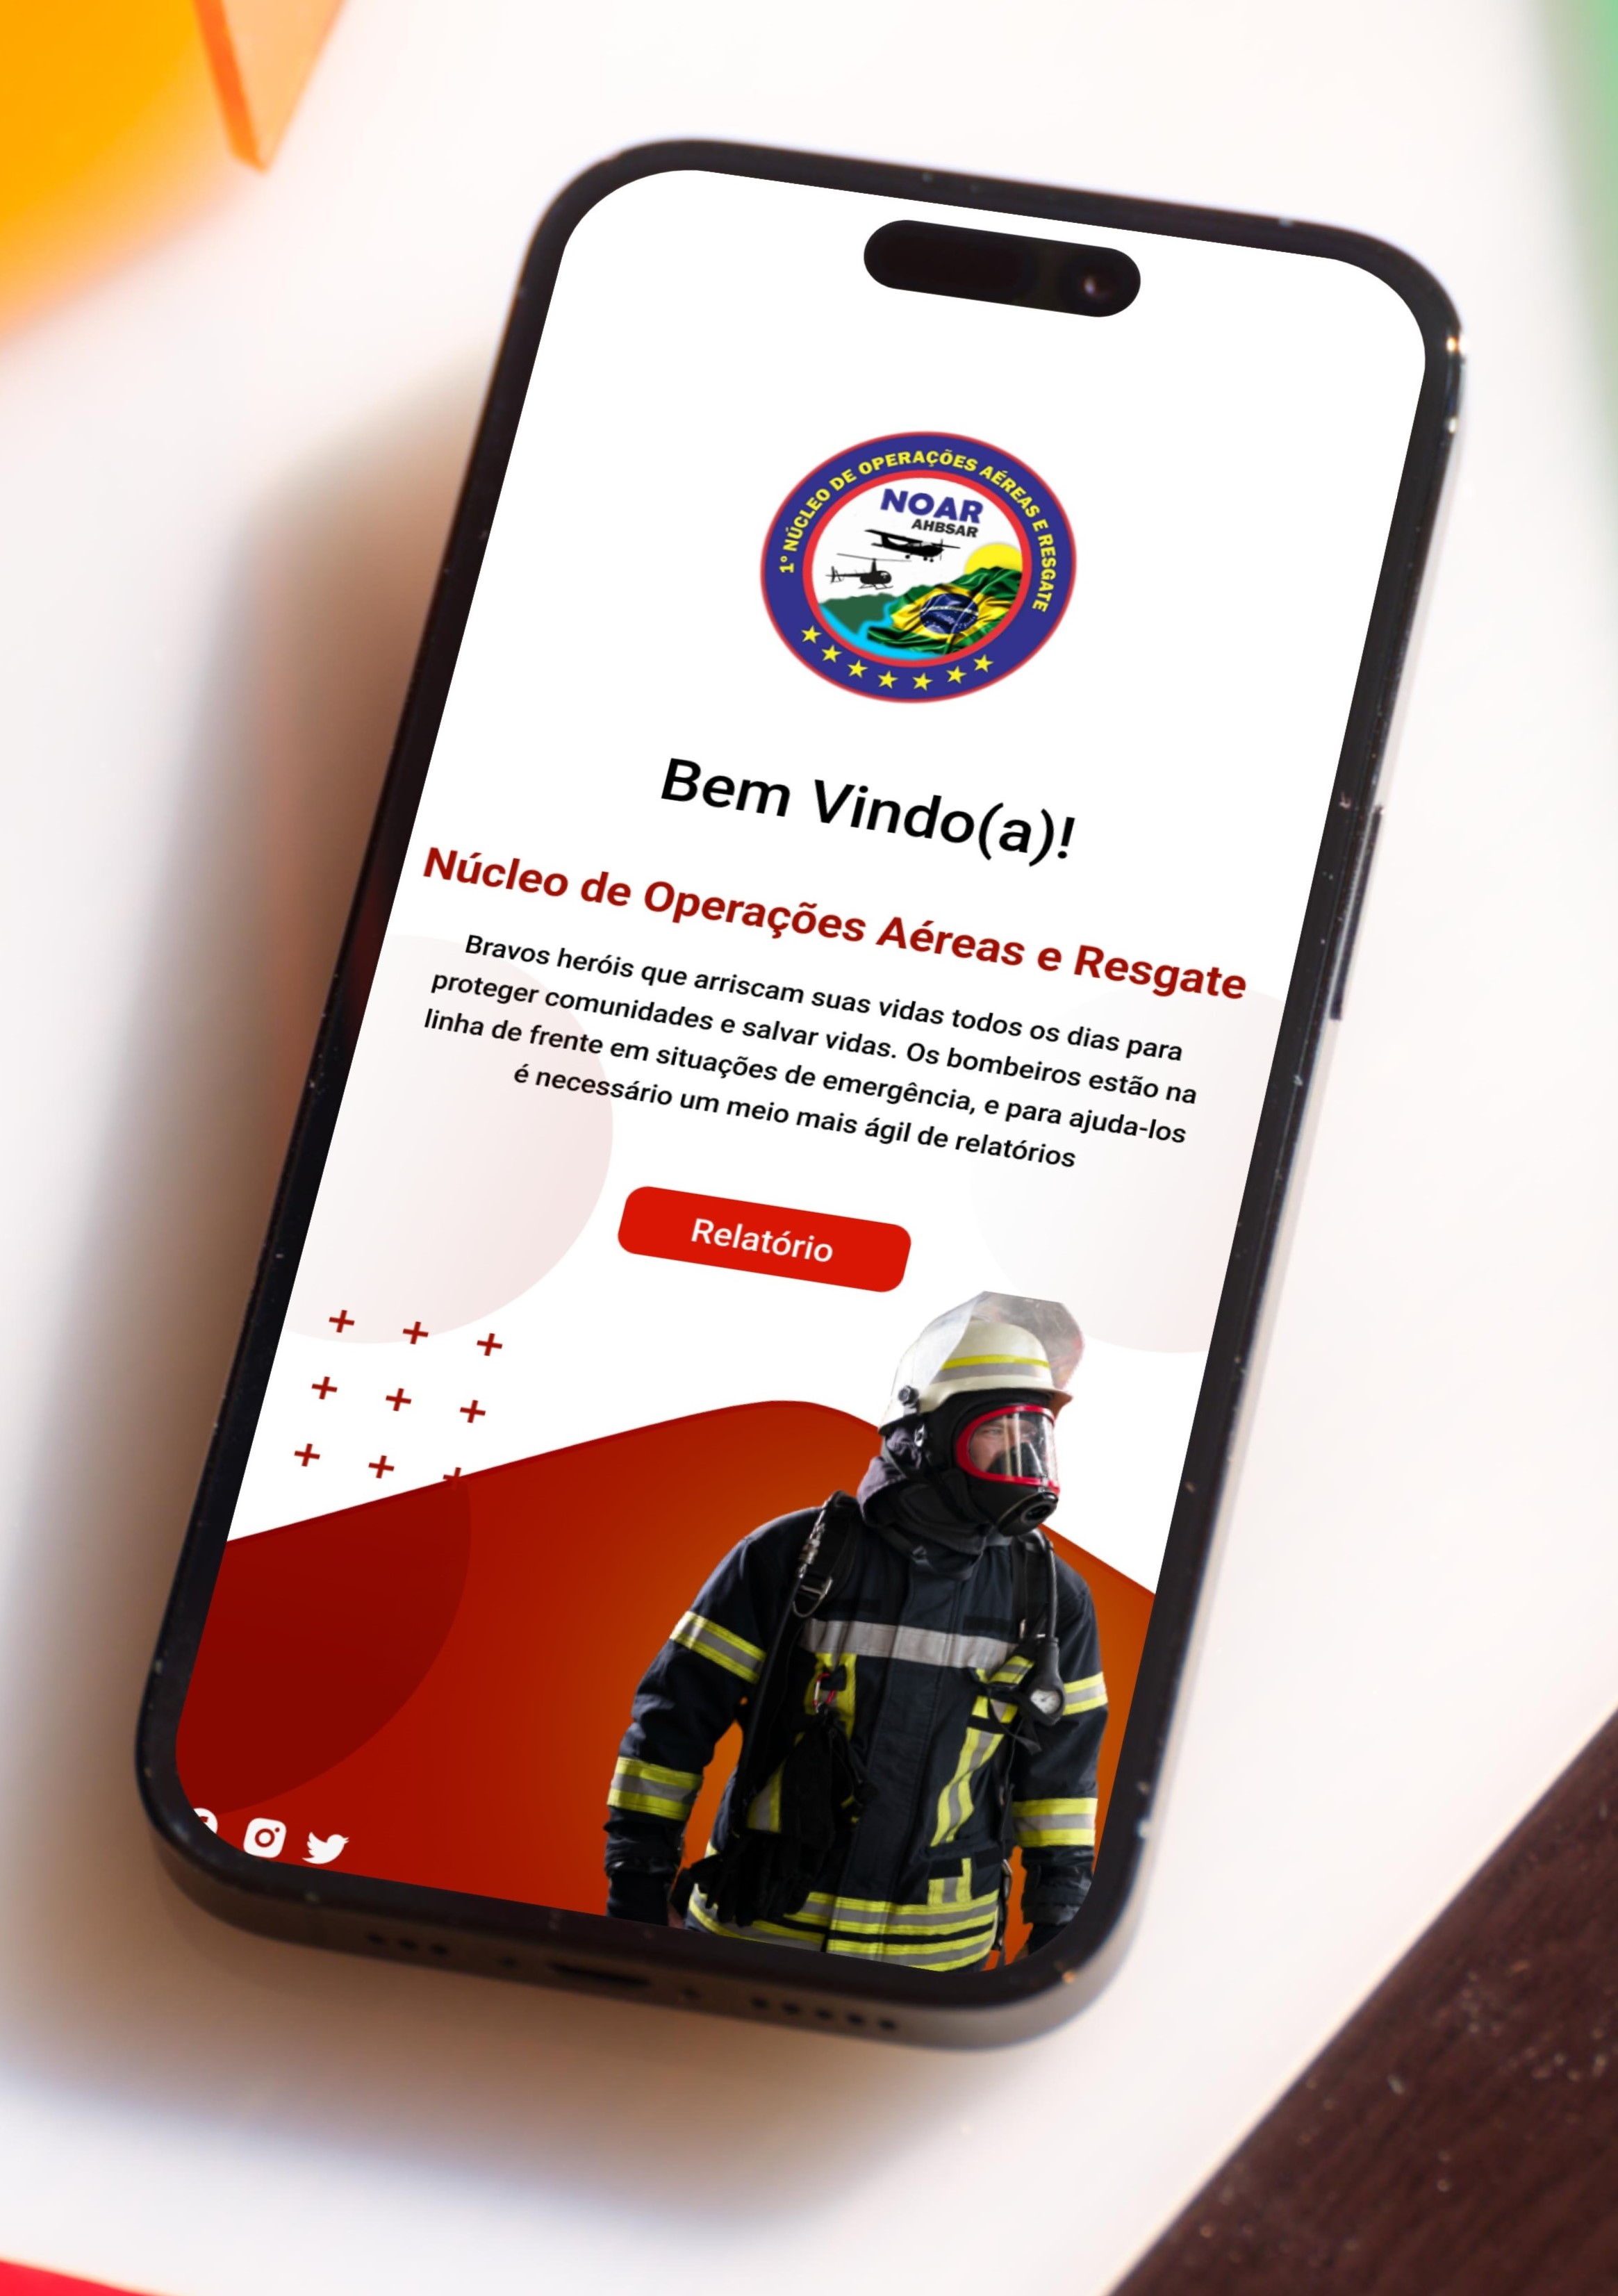 1º NÚCLEO DE OPERAÇÕES AÉREAS E RESGATE
NOAR
AHBSAR
Bem Vindo(a)!
Núcleo de Operações Aéreas e Resgate
Bravos heróis que arriscam suas vidas todos os dias para
proteger comunidades e salvar vidas. Os bombeiros estão na
linha de frente em situações de emergência, e para ajuda-los
é necessário um meio mais ágil de relatórios
Relatório